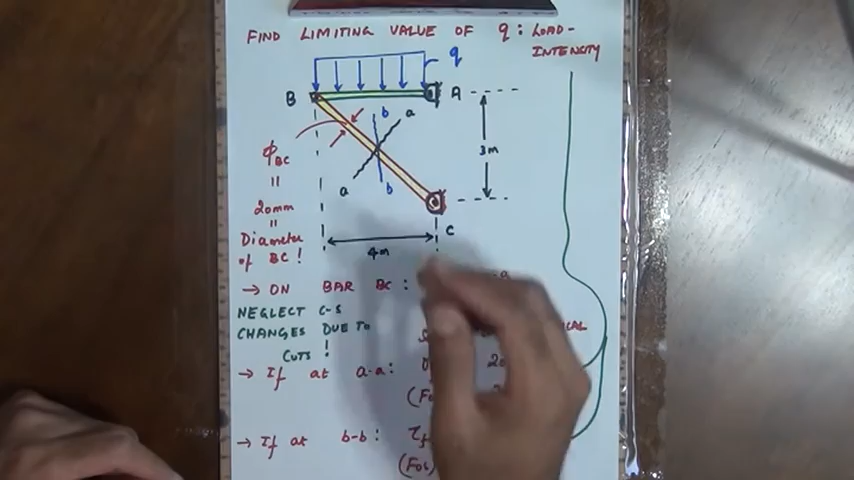 FIND LIMITING VALUE OF q: LOAD-
INTENSITY
q
B
A
b
a
ϕBC
3m
=
a
b
20mm
=
Diameter
of BC!
C
4m
→ ON BAR BC:
NEGLECT C-S
CHANGES DUE TO
CUTS!
→ If at a-a:
→ If at b-b: